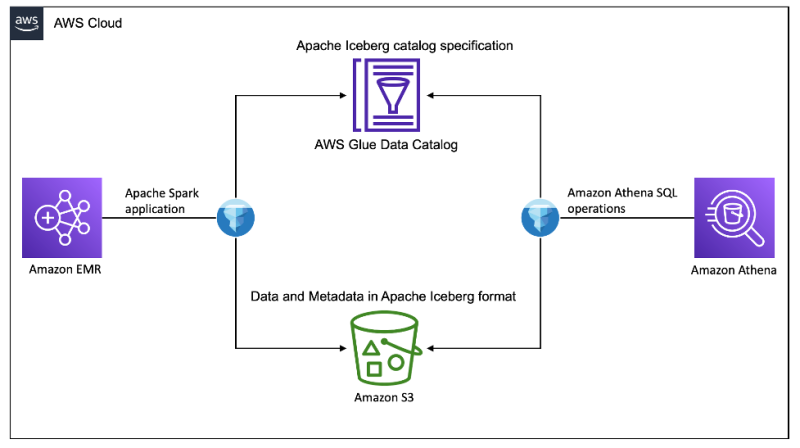 aws
AWS Cloud
Apache Iceberg catalog specification
AWS Glue Data Catalog
Apache Spark
application
Amazon Athena SQL
operations
Amazon EMR
Amazon Athena
Data and Metadata in Apache Iceberg format
Amazon S3